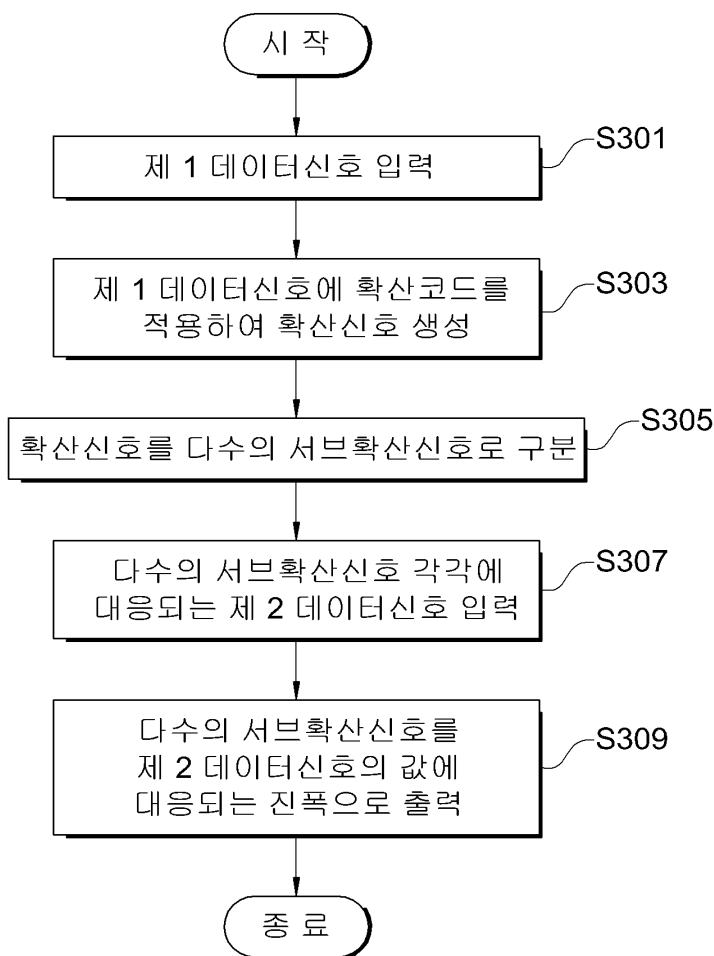 시 작
제 1 데이터신호 입력
S301
제 1 데이터신호에 확산코드를
적용하여 확산신호 생성
S303
확산신호를 다수의 서브확산신호로 구분
S305
다수의 서브확산신호 각각에
대응되는 제 2 데이터신호 입력
S307
다수의 서브확산신호를
제 2 데이터신호의 값에
대응되는 진폭으로 출력
S309
종 료